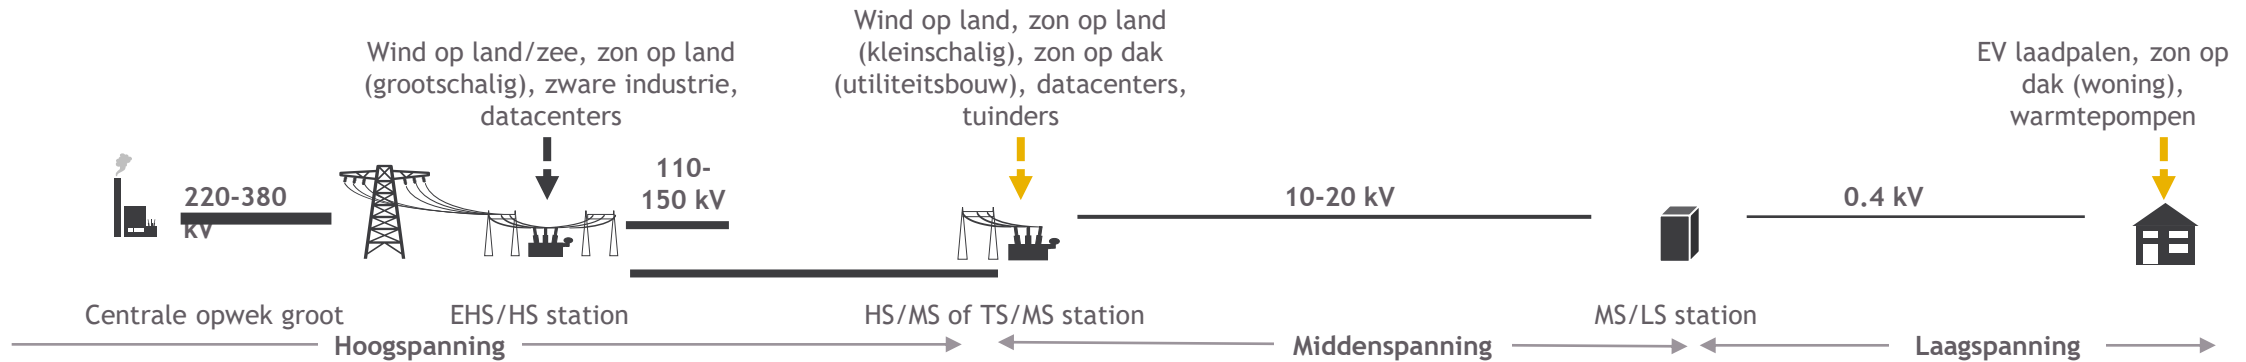 Wind op land/zee, zon op land
(grootschalig), zware industrie,
datacenters
Wind op land, zon op land
(kleinschalig), zon op dak
(utiliteitsbouw), datacenters,
tuinders
EV laadpalen, zon op
dak (woning),
warmtepompen
220-380
kV
110-
150 kV
10-20 kV
0.4 kV
Centrale opwek groot
EHS/HS station
HS/MS of TS/MS station
MS/LS station
Hoogspanning
Middenspanning
Laagspanning